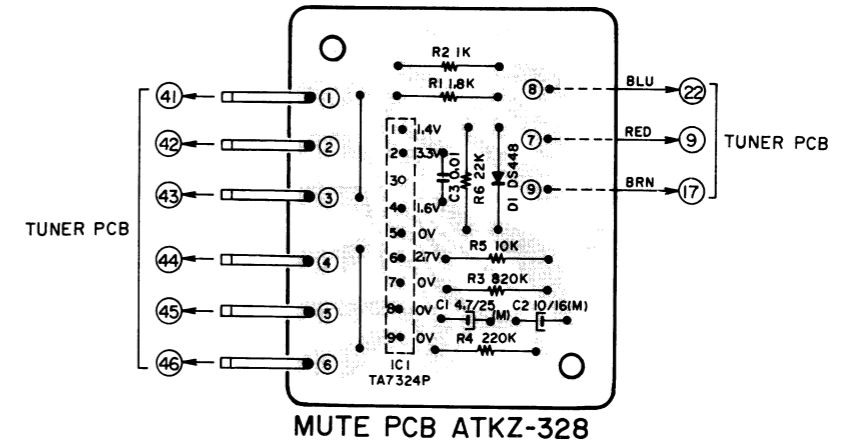 R2 1K
R1 1.8K
41 1
42 2
43 3
44 4
45 5
46 6
TUNER PCB
1 1.4V
2 3.3V
3
4 1.6V
5 0V
6 2.7V
7 0V
8 0V
9 0V
IC1
TA7324P
C3 0.01
R6 22K
D1 DS448
R5 10K
R3 820K
C1 4.7/25(M)
C2 10/16(M)
R4 220K
8 BLU 22
7 RED 9
9 BRN 17
TUNER PCB
MUTE PCB ATKZ-328